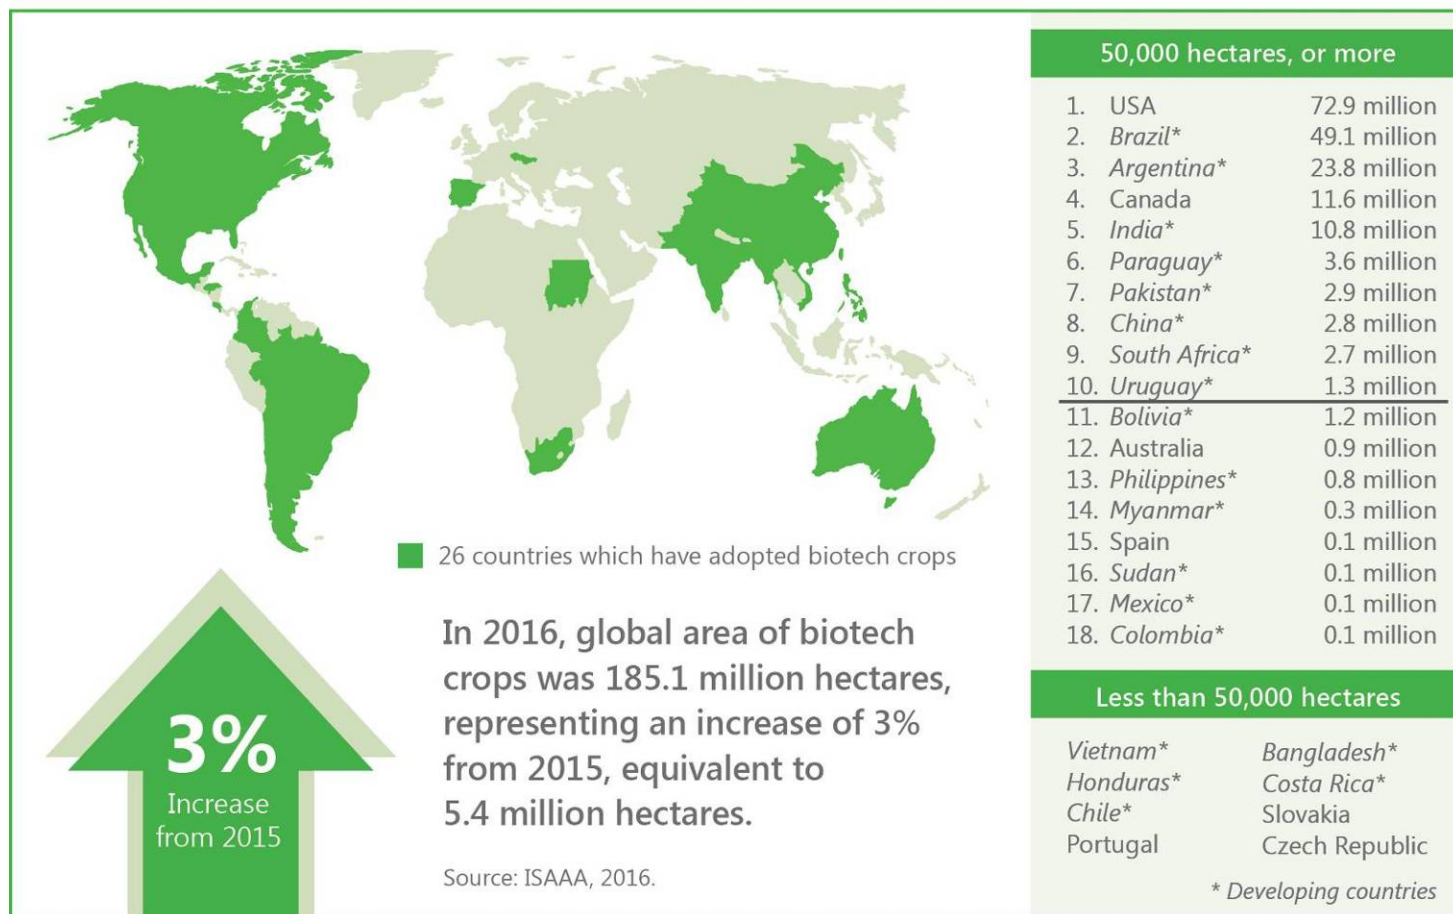 26 countries which have adopted biotech crops
3%
Increase
from 2015
In 2016, global area of biotech
crops was 185.1 million hectares,
representing an increase of 3%
from 2015, equivalent to
5.4 million hectares.
Source: ISAAA, 2016.
50,000 hectares, or more
1. USA 72.9 million
2. Brazil* 49.1 million
3. Argentina* 23.8 million
4. Canada 11.6 million
5. India* 10.8 million
6. Paraguay* 3.6 million
7. Pakistan* 2.9 million
8. China* 2.8 million
9. South Africa* 2.7 million
10. Uruguay* 1.3 million
11. Bolivia* 1.2 million
12. Australia 0.9 million
13. Philippines* 0.8 million
14. Myanmar* 0.3 million
15. Spain 0.1 million
16. Sudan* 0.1 million
17. Mexico* 0.1 million
18. Colombia* 0.1 million
Less than 50,000 hectares
Vietnam* Bangladesh*
Honduras* Costa Rica*
Chile* Slovakia
Portugal Czech Republic
* Developing countries